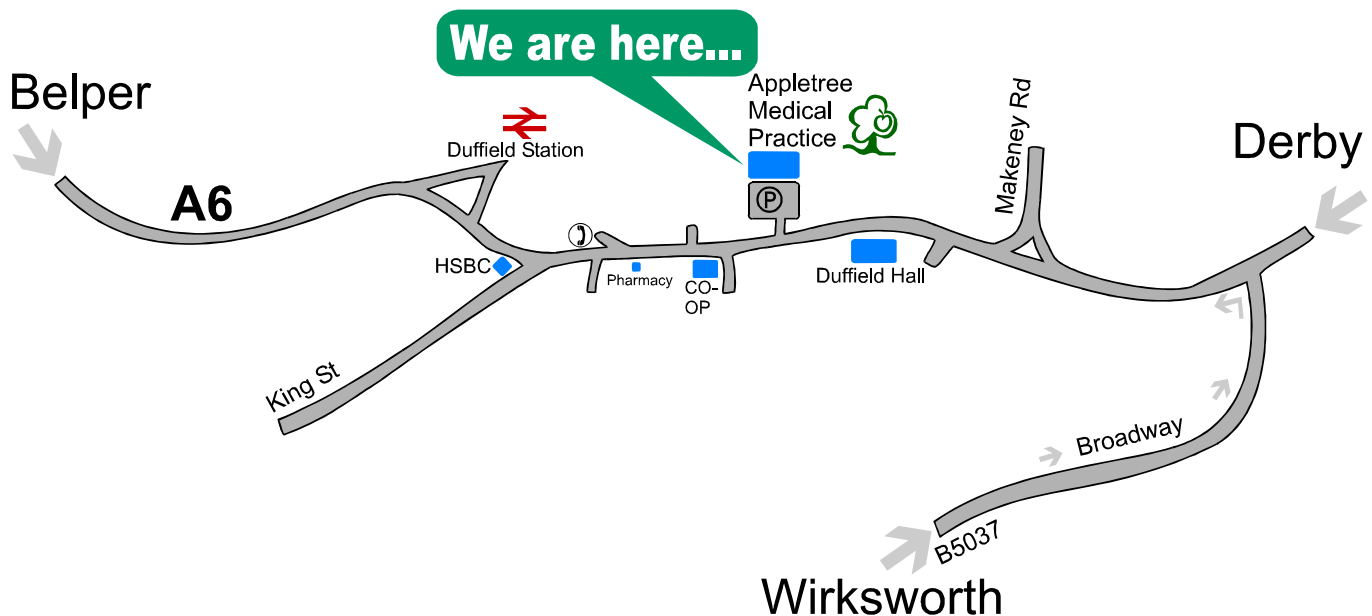 We are here...
Belper
Appletree
Medical
Practice
Makeney Rd
Derby
Duffield Station
A6
P
HSBC
Pharmacy
CO-
OP
Duffield Hall
King St
Broadway
B5037
Wirksworth